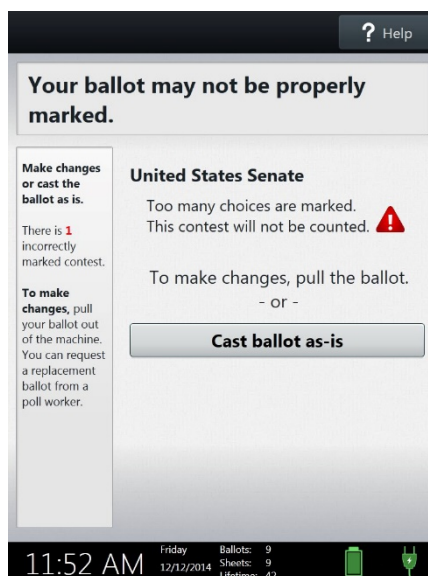 ? Help
Your ballot may not be properly
marked.
Make changes
or cast the
ballot as is.
There is 1
incorrectly
marked contest.
To make
changes, pull
your ballot out
of the machine.
You can request
a replacement
ballot from a
poll worker.
United States Senate
Too many choices are marked.
This contest will not be counted.
To make changes, pull the ballot.
- or -
Cast ballot as-is
11:52 AM
Friday
12/12/2014
Ballots: 9
Sheets: 9
Lifetime: 42